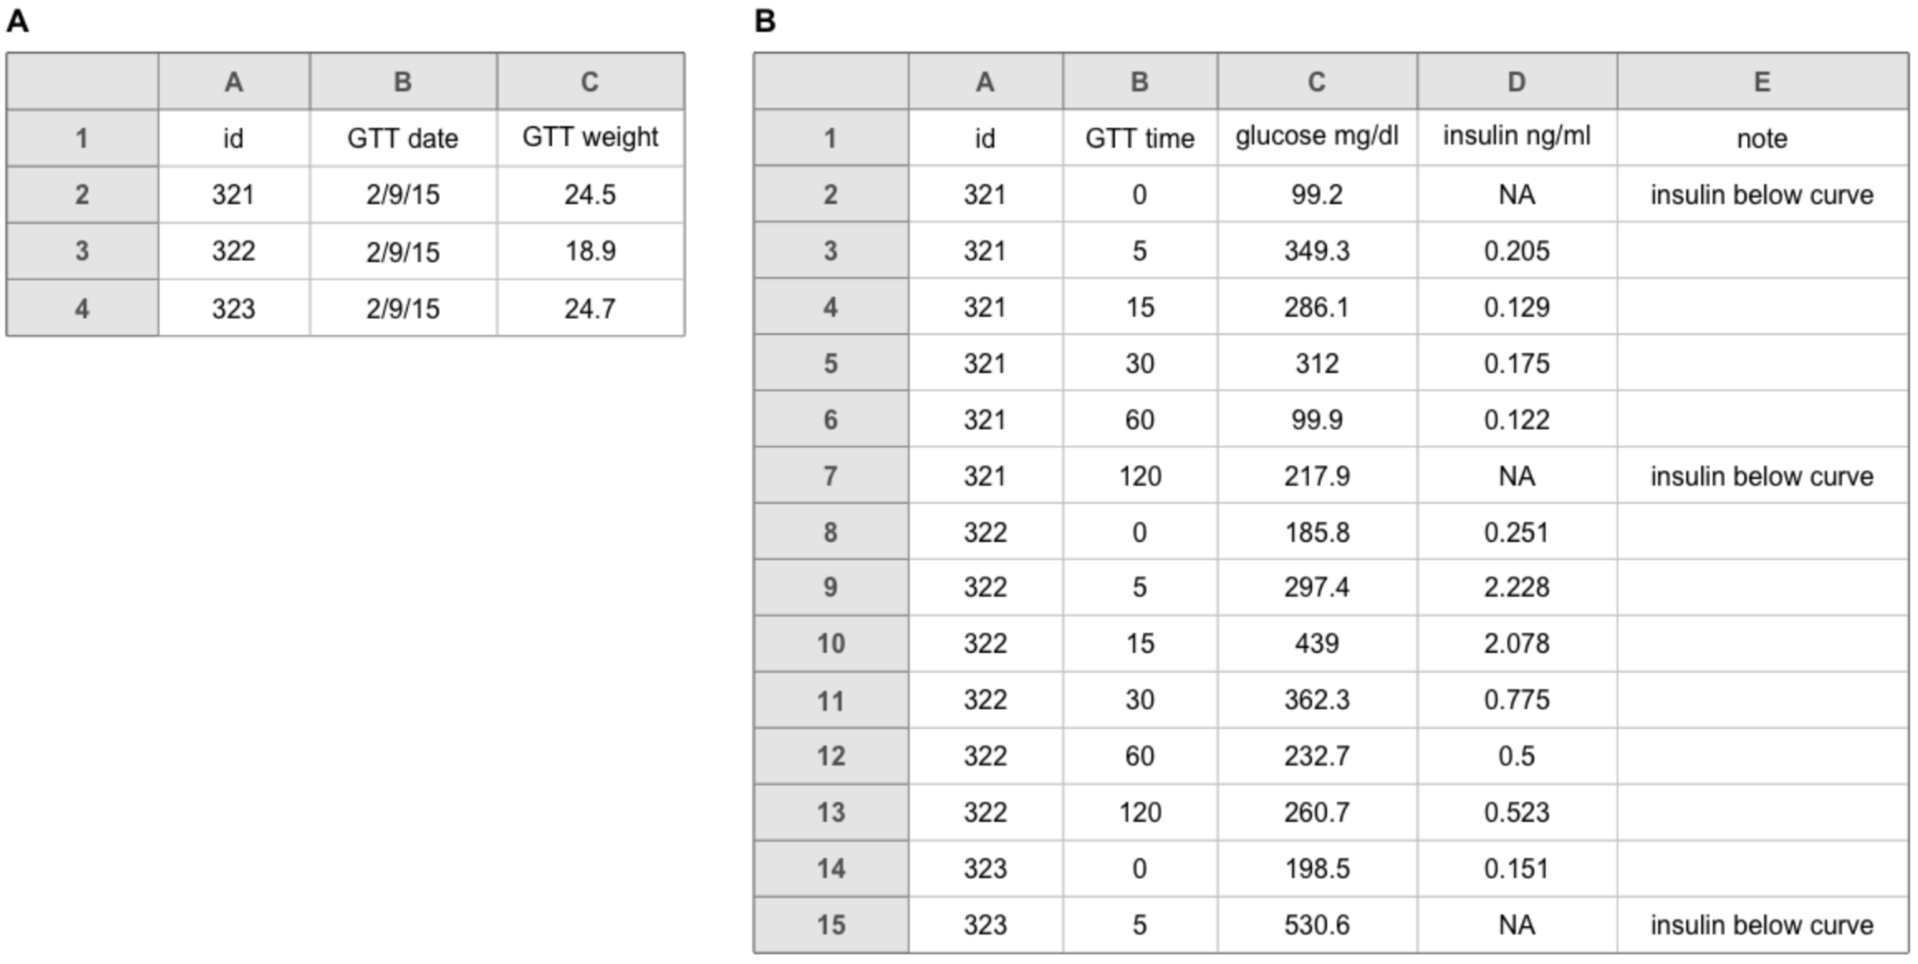 A
A B C
1 id GTT date GTT weight
2 321 2/9/15 24.5
3 322 2/9/15 18.9
4 323 2/9/15 24.7
B
A B C D E
1 id GTT time glucose mg/dl insulin ng/ml note
2 321 0 99.2 NA insulin below curve
3 321 5 349.3 0.205
4 321 15 286.1 0.129
5 321 30 312 0.175
6 321 60 99.9 0.122
7 321 120 217.9 NA insulin below curve
8 322 0 185.8 0.251
9 322 5 297.4 2.228
10 322 15 439 2.078
11 322 30 362.3 0.775
12 322 60 232.7 0.5
13 322 120 260.7 0.523
14 323 0 198.5 0.151
15 323 5 530.6 NA insulin below curve